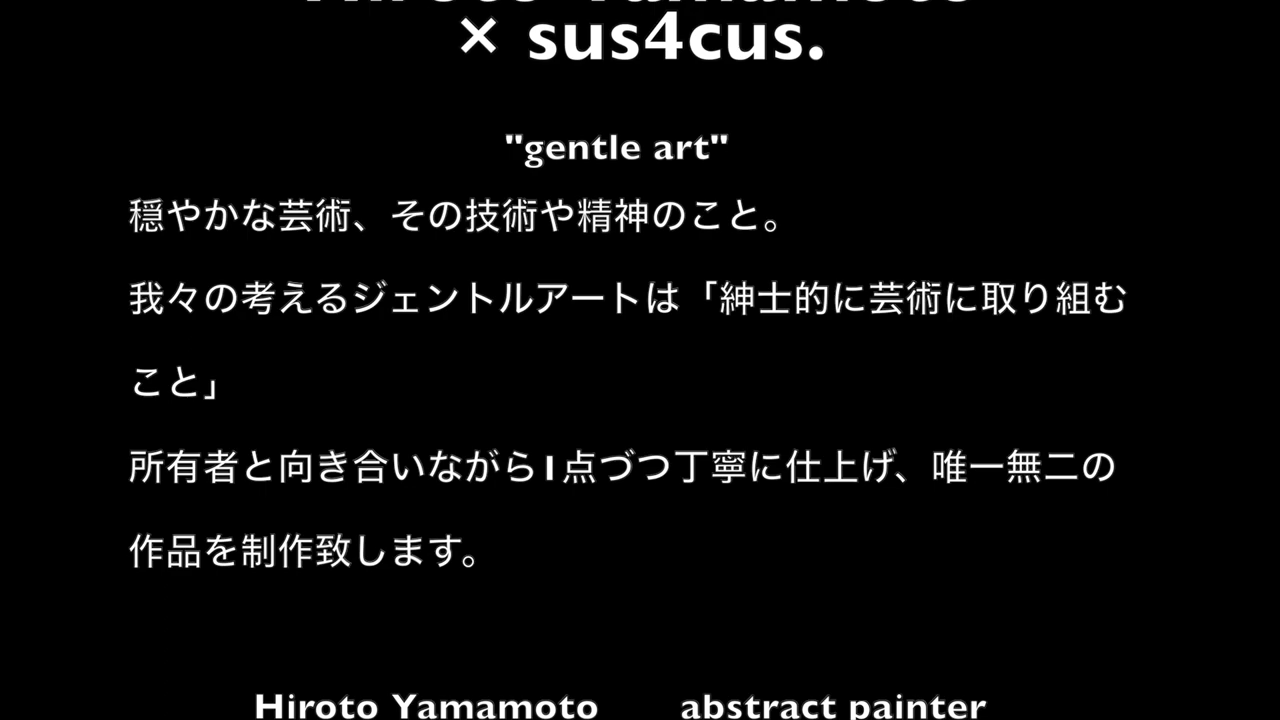 Hiroto Yamamoto
× sus4cus.
"gentle art"
穏やかな芸術、その技術や精神のこと。
我々の考えるジェントルアートは「紳士的に芸術に取り組む
こと」
所有者と向き合いながら1点づつ丁寧に仕上げ、唯一無二の
作品を制作致します。
Hiroto Yamamoto abstract painter